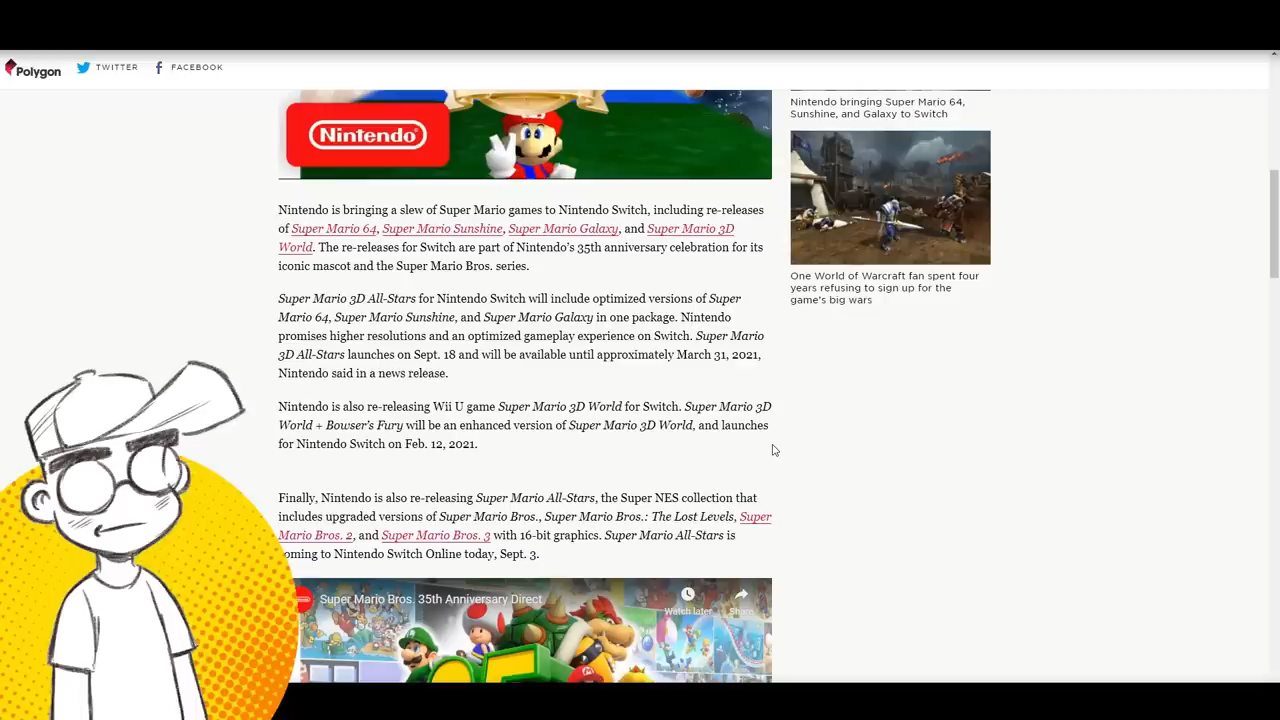 Polygon
TWITTER
FACEBOOK
Nintendo
Nintendo bringing Super Mario 64,
Sunshine, and Galaxy to Switch
One World of Warcraft fan spent four
years refusing to sign up for the
game's big wars
Nintendo is bringing a slew of Super Mario games to Nintendo Switch, including re-releases
of Super Mario 64, Super Mario Sunshine, Super Mario Galaxy, and Super Mario 3D
World. The re-releases for Switch are part of Nintendo's 35th anniversary celebration for its
iconic mascot and the Super Mario Bros. series.
Super Mario 3D All-Stars for Nintendo Switch will include optimized versions of Super
Mario 64, Super Mario Sunshine, and Super Mario Galaxy in one package. Nintendo
promises higher resolutions and an optimized gameplay experience on Switch. Super Mario
3D All-Stars launches on Sept. 18 and will be available until approximately March 31, 2021,
Nintendo said in a news release.
Nintendo is also re-releasing Wii U game Super Mario 3D World for Switch. Super Mario 3D
World + Bowser's Fury will be an enhanced version of Super Mario 3D World, and launches
for Nintendo Switch on Feb. 12, 2021.
Finally, Nintendo is also re-releasing Super Mario All-Stars, the Super NES collection that
includes upgraded versions of Super Mario Bros., Super Mario Bros.: The Lost Levels, Super
Mario Bros. 2, and Super Mario Bros. 3 with 16-bit graphics. Super Mario All-Stars is
coming to Nintendo Switch Online today, Sept. 3.
Super Mario Bros. 35th Anniversary Direct
Watch later
Share